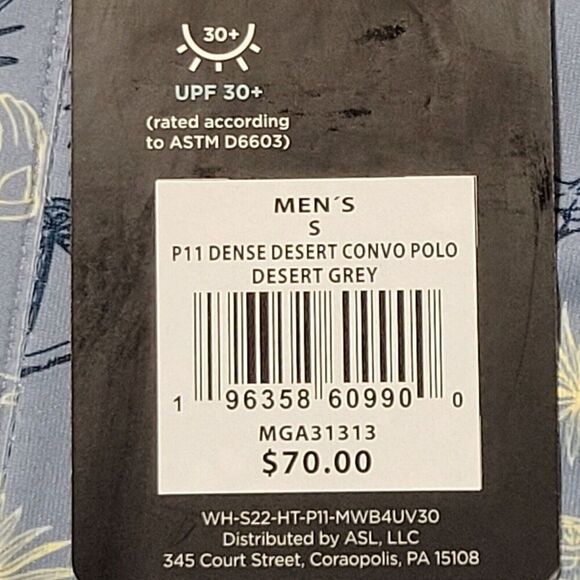 30+
UPF 30+
(rated according
to ASTM D6603)
MEN´S
S
P11 DENSE DESERT CONVO POLO
DESERT GREY
1 96358 60990 0
MGA31313
$70.00
WH-S22-HT-P11-MWB4UV30
Distributed by ASL, LLC
345 Court Street, Coraopolis, PA 15108